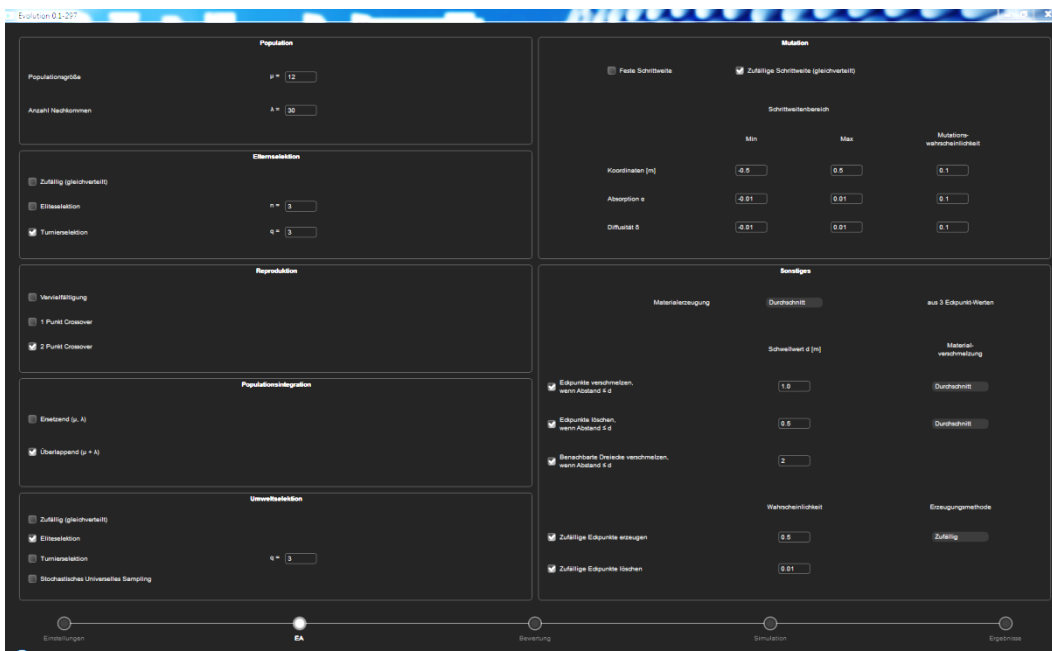 Evolution 0.1-297
Population
Populationsgröße μ = 12
Anzahl Nachkommen λ = 30
Elternselektion
Zufällig (gleichverteilt)
Eliteselektion n = 3
Turnierselektion q = 3
Reproduktion
Vervielfältigung
1 Punkt Crossover
2 Punkt Crossover
Populationsintegration
Ersetzend (μ, λ)
Überlappend (μ + λ)
Umweltselektion
Zufällig (gleichverteilt)
Eliteselektion
Turnierselektion q = 3
Stochastisches Universelles Sampling
Mutation
Feste Schrittweite Zufällige Schrittweite (gleichverteilt)
Schrittweitenbereich
Min Max Mutations-
wahrscheinlichkeit
Koordinaten [m] -0.5 0.5 0.1
Absorption α -0.01 0.01 0.1
Diffusität δ -0.01 0.01 0.1
Sonstiges
Materialerzeugung Durchschnitt aus 3 Eckpunkt-Werten
Schwellwert d [m] Material-
verschmelzung
Eckpunkte verschmelzen,
wenn Abstand ≤ d 1.0 Durchschnitt
Eckpunkte löschen,
wenn Abstand ≤ d 0.5 Durchschnitt
Benachbarte Dreiecke verschmelzen,
wenn Abstand ≤ d 2
Wahrscheinlichkeit Erzeugungsmethode
Zufällige Eckpunkte erzeugen 0.5 Zufällig
Zufällige Eckpunkte löschen 0.01
Einstellungen EA Bewertung Simulation Ergebnisse